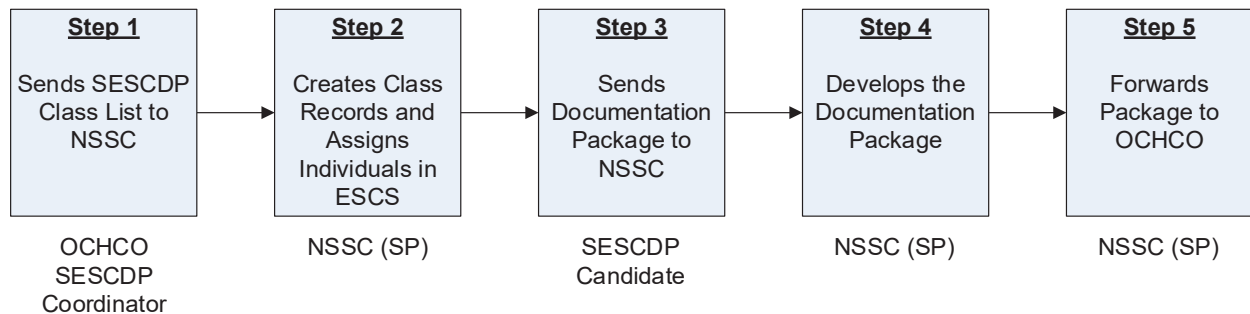 Step 1
Sends SESCDP
Class List to
NSSC
OCHCO
SESCDP
Coordinator
Step 2
Creates Class
Records and
Assigns
Individuals in
ESCS
NSSC (SP)
Step 3
Sends
Documentation
Package to
NSSC
SESCDP
Candidate
Step 4
Develops the
Documentation
Package
NSSC (SP)
Step 5
Forwards
Package to
OCHCO
NSSC (SP)